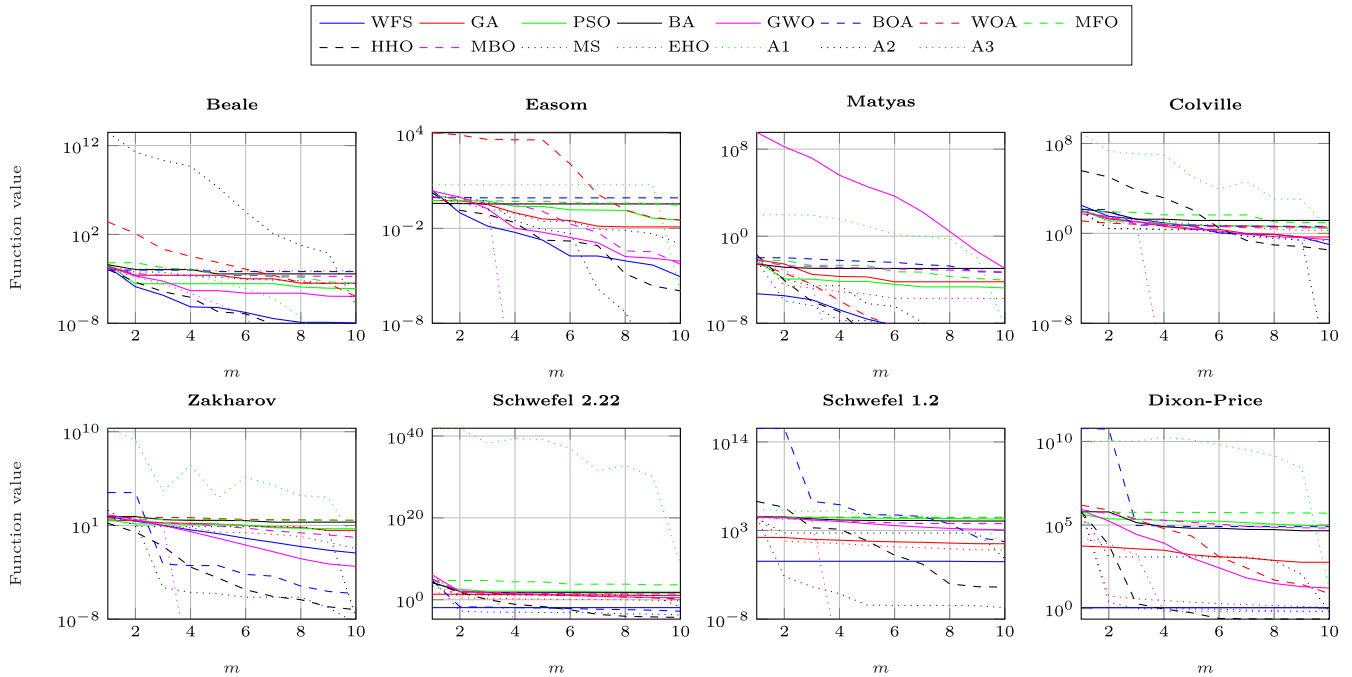 WFS GA PSO BA GWO BOA WOA MFO
HHO MBO MS EHO A1 A2 A3
Beale Easom Matyas Colville
Function value
10^12
10^2
10^-8
2 4 6 8 10
m
10^4
10^-2
10^-8
2 4 6 8 10
m
10^8
10^0
10^-8
2 4 6 8 10
m
10^8
10^0
10^-8
2 4 6 8 10
m
Zakharov Schwefel 2.22 Schwefel 1.2 Dixon-Price
Function value
10^10
10^1
10^-8
2 4 6 8 10
m
10^40
10^20
10^0
2 4 6 8 10
m
10^14
10^3
10^-8
2 4 6 8 10
m
10^10
10^5
10^0
2 4 6 8 10
m